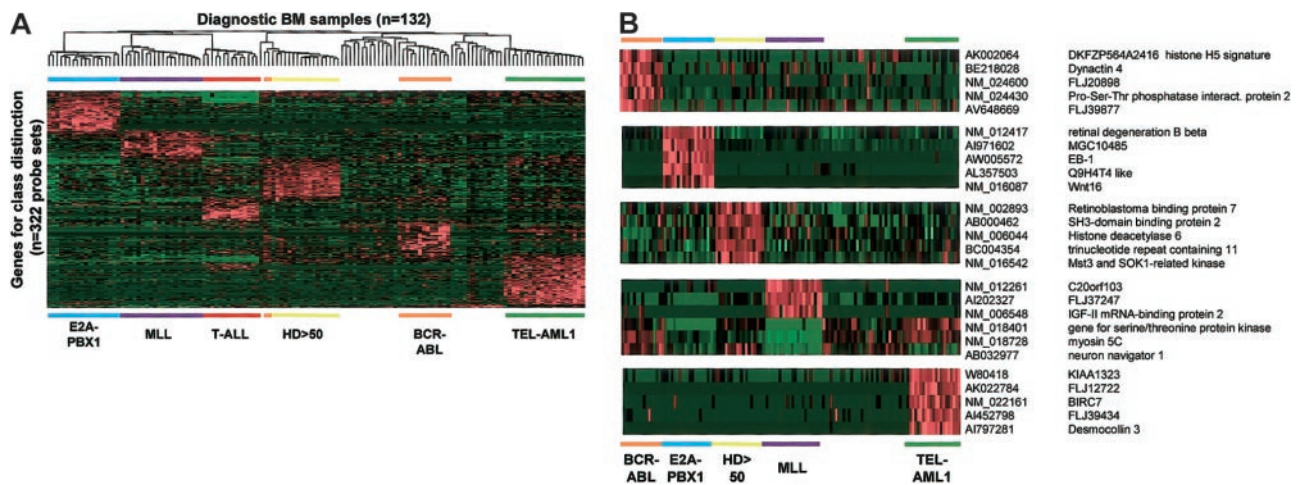 A
Diagnostic BM samples (n=132)
Genes for class distinction
(n=322 probe sets)
E2A-
PBX1
MLL
T-ALL
HD>50
BCR-
ABL
TEL-AML1
B
AK002064 DKFZP564A2416 histone H5 signature
BE218028 Dynactin 4
NM_024600 FLJ20898
NM_024430 Pro-Ser-Thr phosphatase interact. protein 2
AV648669 FLJ39877
NM_012417 retinal degeneration B beta
AI971602 MGC10485
AW005572 EB-1
AL357503 Q9H4T4 like
NM_016087 Wnt16
NM_002893 Retinoblastoma binding protein 7
AB000462 SH3-domain binding protein 2
NM_006044 Histone deacetylase 6
BC004354 trinucleotide repeat containing 11
NM_016542 Mst3 and SOK1-related kinase
NM_012261 C20orf103
AI202327 FLJ37247
NM_006548 IGF-II mRNA-binding protein 2
NM_018401 gene for serine/threonine protein kinase
NM_018728 myosin 5C
AB032977 neuron navigator 1
W80418 KIAA1323
AK022784 FLJ12722
NM_022161 BIRC7
AI452798 FLJ39434
AI797281 Desmocollin 3
BCR-
ABL
E2A-
PBX1
HD>
50
MLL
TEL-
AML1